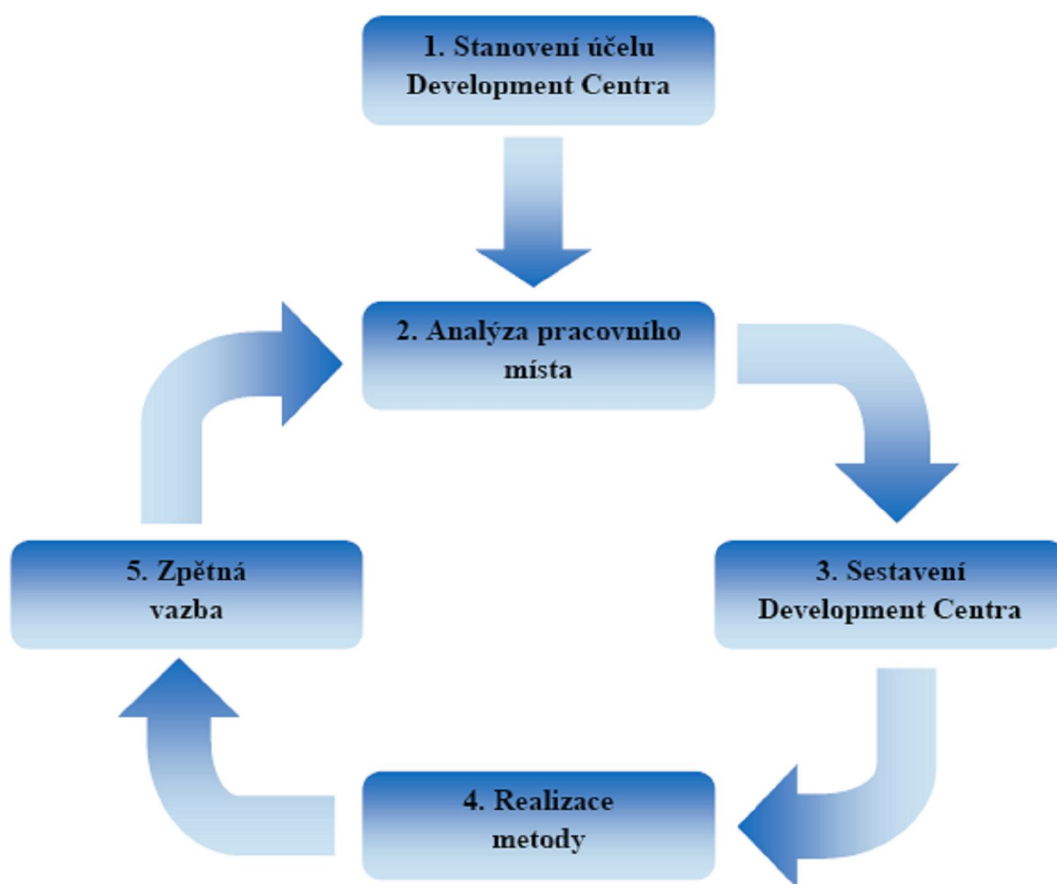 1. Stanovení účelu
Development Centra
2. Analýza pracovního
místa
3. Sestavení
Development Centra
4. Realizace
metody
5. Zpětná
vazba